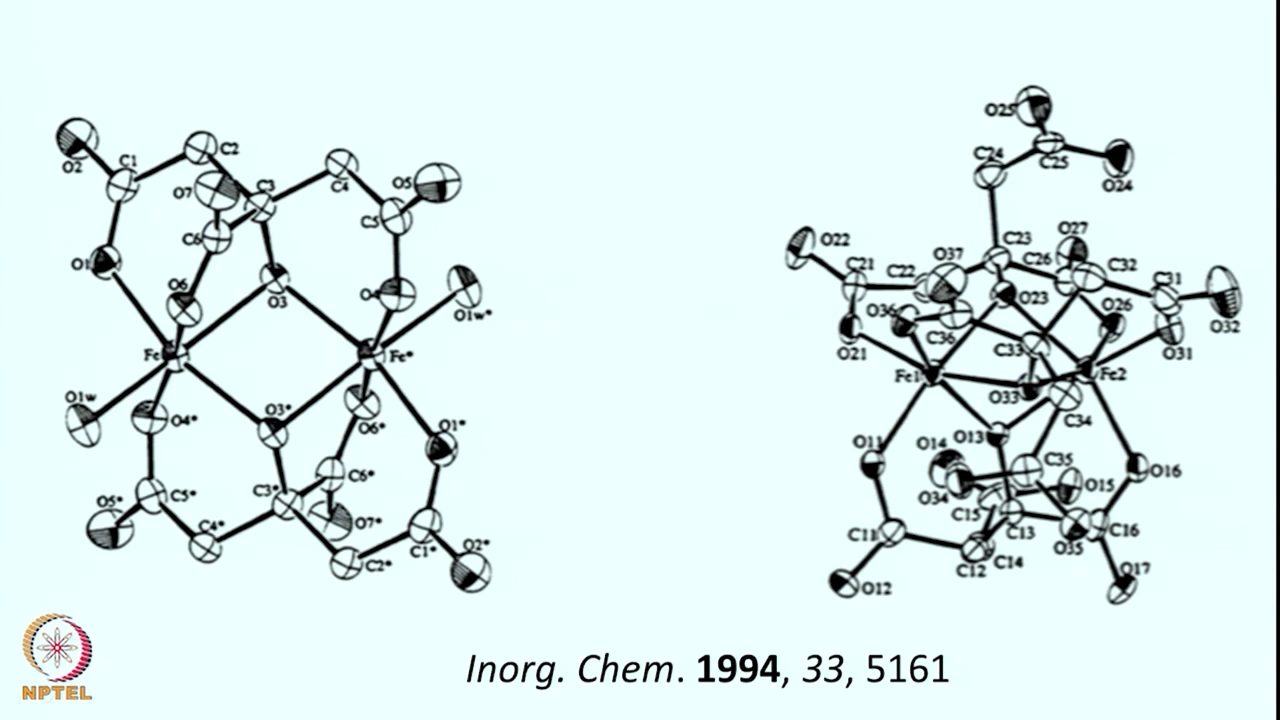 O2
C1
C2
O7
C3
C4
O5
C6
C5
O1
O6
O3
O4
O1w*
Fe
Fe*
O1w
O4*
O3*
O6*
O1*
O5*
C5*
C3*
C6*
O7*
C4*
C2*
C1*
O2*
O25
C24
C25
O24
O22
C21
C22
O37
C23
C26
O27
C32
C31
O32
O36
C36
O23
O26
O31
O21
C33
Fe1
Fe2
O33
C34
O11
O14
O13
C35
O16
O34
C15
O15
C11
C13
O35
C16
C12
C14
O12
O17
NPTEL
Inorg. Chem. 1994, 33, 5161